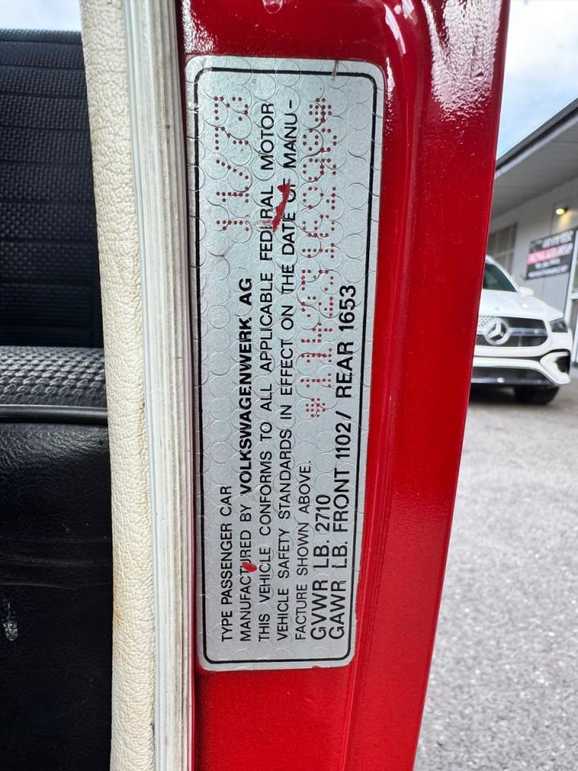 TYPE PASSENGER CAR
MANUFACTURED BY VOLKSWAGENWERK AG
THIS VEHICLE CONFORMS TO ALL APPLICABLE FEDERAL MOTOR
VEHICLE SAFETY STANDARDS IN EFFECT ON THE DATE OF MANU-
FACTURE SHOWN ABOVE.
GVWR LB. 2710
GAWR LB. FRONT 1102/ REAR 1653